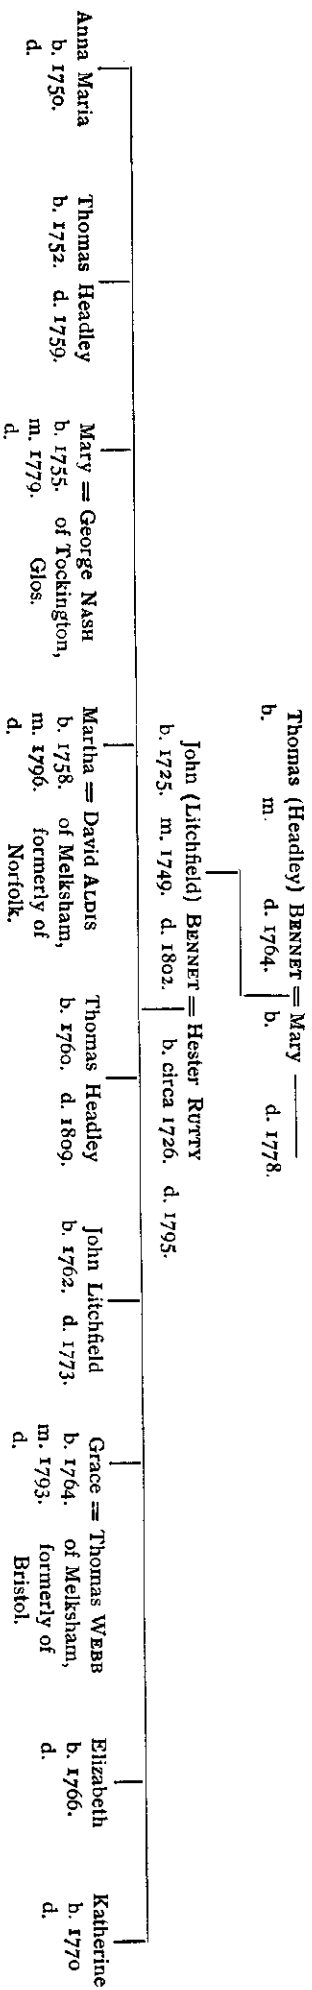 Thomas (Headley) BENNET = Mary ———
b. m. d. 1764. b. d. 1778.
John (Litchfield) BENNET = Hester RUTTY
b. 1725. m. 1749. d. 1802. b. circa 1726. d. 1795.
Anna Maria
b. 1750.
d.
Thomas Headley
b. 1752. d. 1759.
Mary = George NASH
b. 1755. of Tockington,
m. 1779. Glos.
d.
Martha = David ALDIS
b. 1758. of Melksham,
m. 1796. formerly of
d. Norfolk.
Thomas Headley
b. 1760. d. 1809.
John Litchfield
b. 1762. d. 1773.
Grace = Thomas WEBB
b. 1764. of Melksham,
m. 1793. formerly of
d. Bristol.
Elizabeth
b. 1766.
d.
Katherine
b. 1770
d.